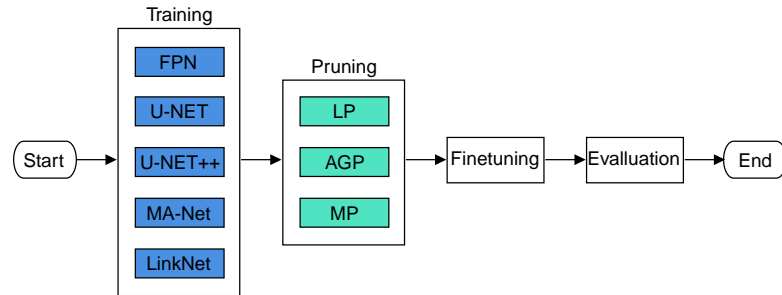 Training
FPN
U-NET
U-NET++
MA-Net
LinkNet
Pruning
LP
AGP
MP
Start
Finetuning
Evalluation
End